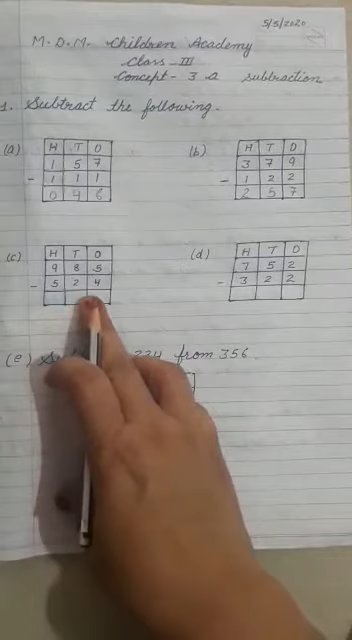 5/5/2020
M.D.M. Children Academy
Class III
Concept - 3 a subtraction
1. Subtract the following.
(a)
H T O
1 5 7
- 1 1 1
0 4 6
(b)
H T O
3 7 9
- 1 2 2
2 5 7
(c)
H T O
9 8 5
- 5 2 4
(d)
H T O
7 5 2
- 3 2 2
(e) from 356.